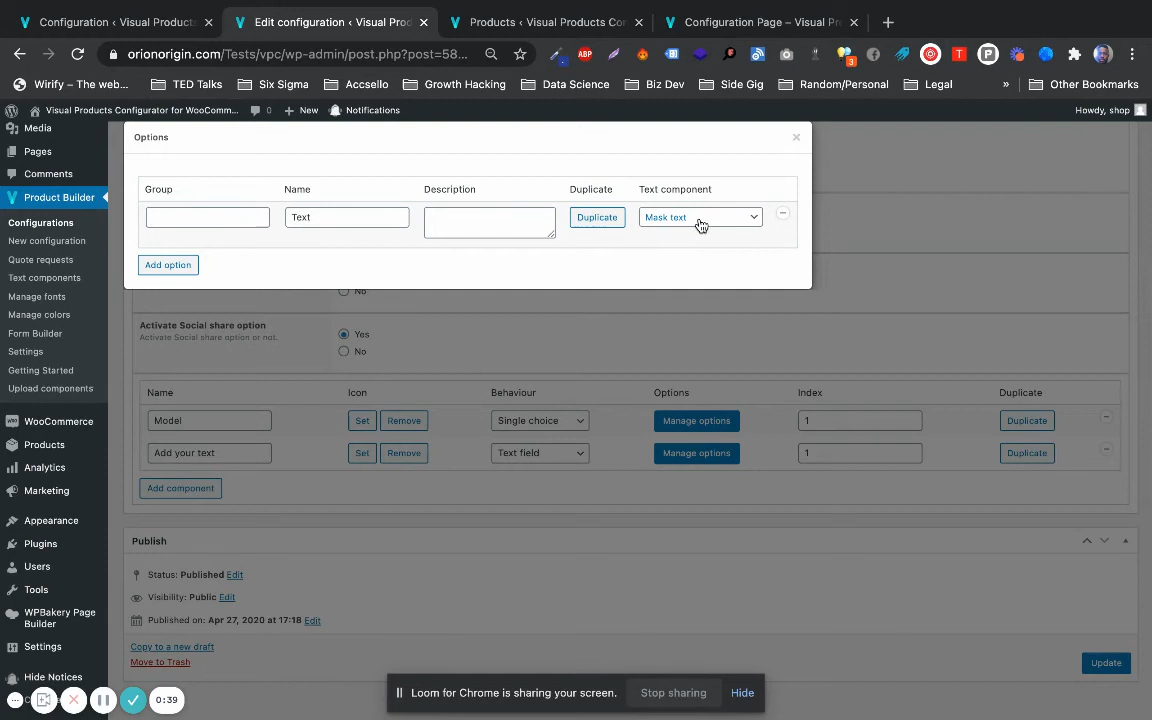 Configuration ‹ Visual Products
Edit configuration ‹ Visual Prod
Products ‹ Visual Products Con
Configuration Page – Visual Pr
orionorigin.com/Tests/vpc/wp-admin/post.php?post=58...
ABP
3
T
P
Wirify – The web...
TED Talks
Six Sigma
Accsello
Growth Hacking
Data Science
Biz Dev
Side Gig
Random/Personal
Legal
»
Other Bookmarks
Visual Products Configurator for WooComm...
0
New
Notifications
Howdy, shop
Media
Pages
Comments
Product Builder
Configurations
New configuration
Quote requests
Text components
Manage fonts
Manage colors
Form Builder
Settings
Getting Started
Upload components
WooCommerce
Products
Analytics
Marketing
Appearance
Plugins
Users
Tools
WPBakery Page
Builder
Settings
Hide Notices
Options
Group
Name
Description
Duplicate
Text component
Text
Duplicate
Mask text
Add option
No
Activate Social share option
Activate Social share option or not.
Yes
No
Name
Icon
Behaviour
Options
Index
Duplicate
Model
Set
Remove
Single choice
Manage options
1
Duplicate
Add your text
Set
Remove
Text field
Manage options
1
Duplicate
Add component
Publish
Status: Published Edit
Visibility: Public Edit
Published on: Apr 27, 2020 at 17:18 Edit
Copy to a new draft
Move to Trash
Update
0:39
Loom for Chrome is sharing your screen.
Stop sharing
Hide